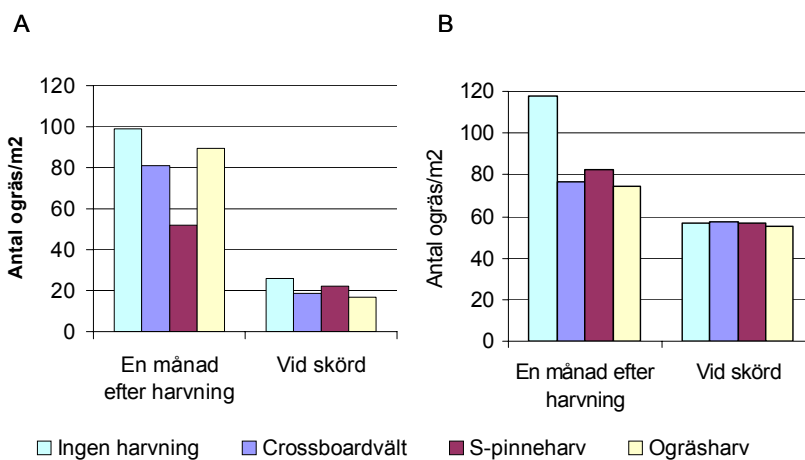 A
B
Antal ogräs/m2
120
100
80
60
40
20
0
En månad
efter harvning
Vid skörd
Antal ogräs/m2
120
100
80
60
40
20
0
En månad efter
harvning
Vid skörd
Ingen harvning
Crossboardvält
S-pinneharv
Ogräsharv